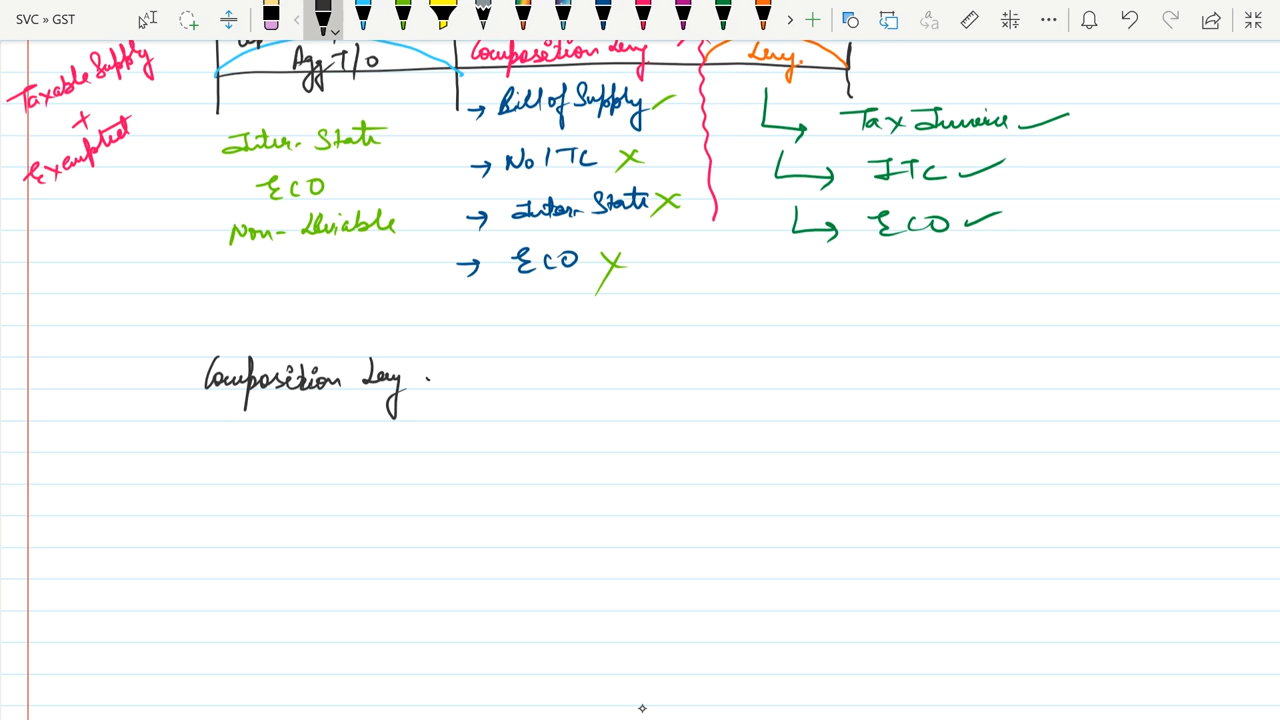 SVC » GST
Taxable Supply
+
Exempted
Agg. T/O
Inter-State
ECO
Non-Leviable
Composition Levy
→ Bill of Supply ✓
→ No ITC ✗
→ Inter-State ✗
→ ECO ✗
Levy.
Tax Invoice ✓
ITC ✓
ECO ✓
Composition Levy .